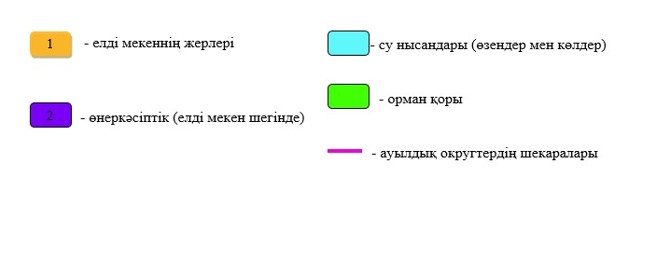 1 - елді мекеннің жерлері
2 - өнеркәсіптік (елді мекен шегінде)
- су нысандары (өзендер мен көлдер)
- орман қоры
- ауылдық округтердің шекаралары